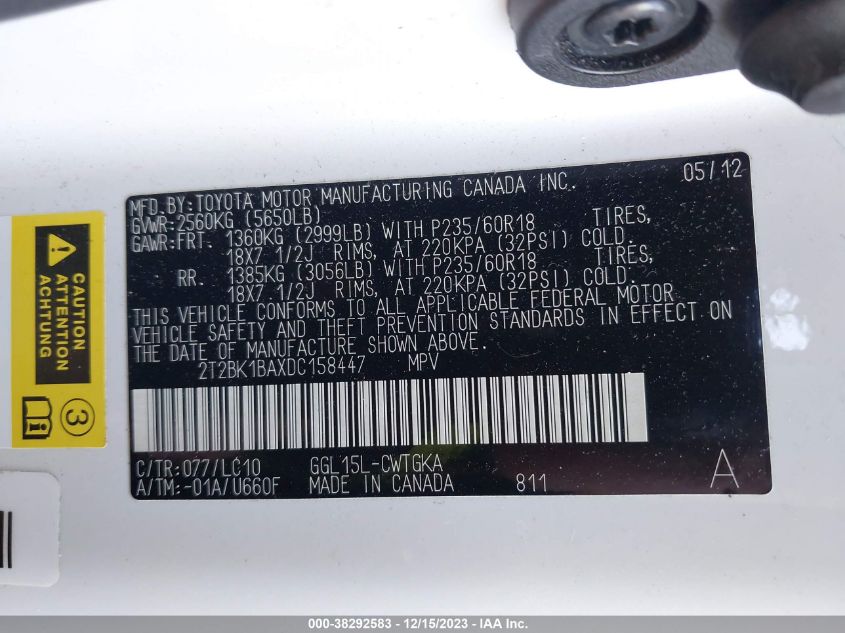 MFD.BY:TOYOTA MOTOR MANUFACTURING CANADA INC. 05/12
GVWR:2560KG (5650LB)
GAWR:FRT. 1360KG (2999LB) WITH P235/60R18 TIRES,
18X7 1/2J RIMS, AT 220KPA (32PSI) COLD.
RR. 1385KG (3056LB) WITH P235/60R18 TIRES,
18X7 1/2J RIMS, AT 220KPA (32PSI) COLD.
THIS VEHICLE CONFORMS TO ALL APPLICABLE FEDERAL MOTOR
VEHICLE SAFETY AND THEFT PREVENTION STANDARDS IN EFFECT ON
THE DATE OF MANUFACTURE SHOWN ABOVE.
2T2BK1BAXDC158447 MPV
C/TR:077/LC10 GGL15L-CWTGKA
A/TM:-01A/U660F MADE IN CANADA 811 A
CAUTION
ATTENTION
ACHTUNG
3
000-38292583 - 12/15/2023 - IAA Inc.